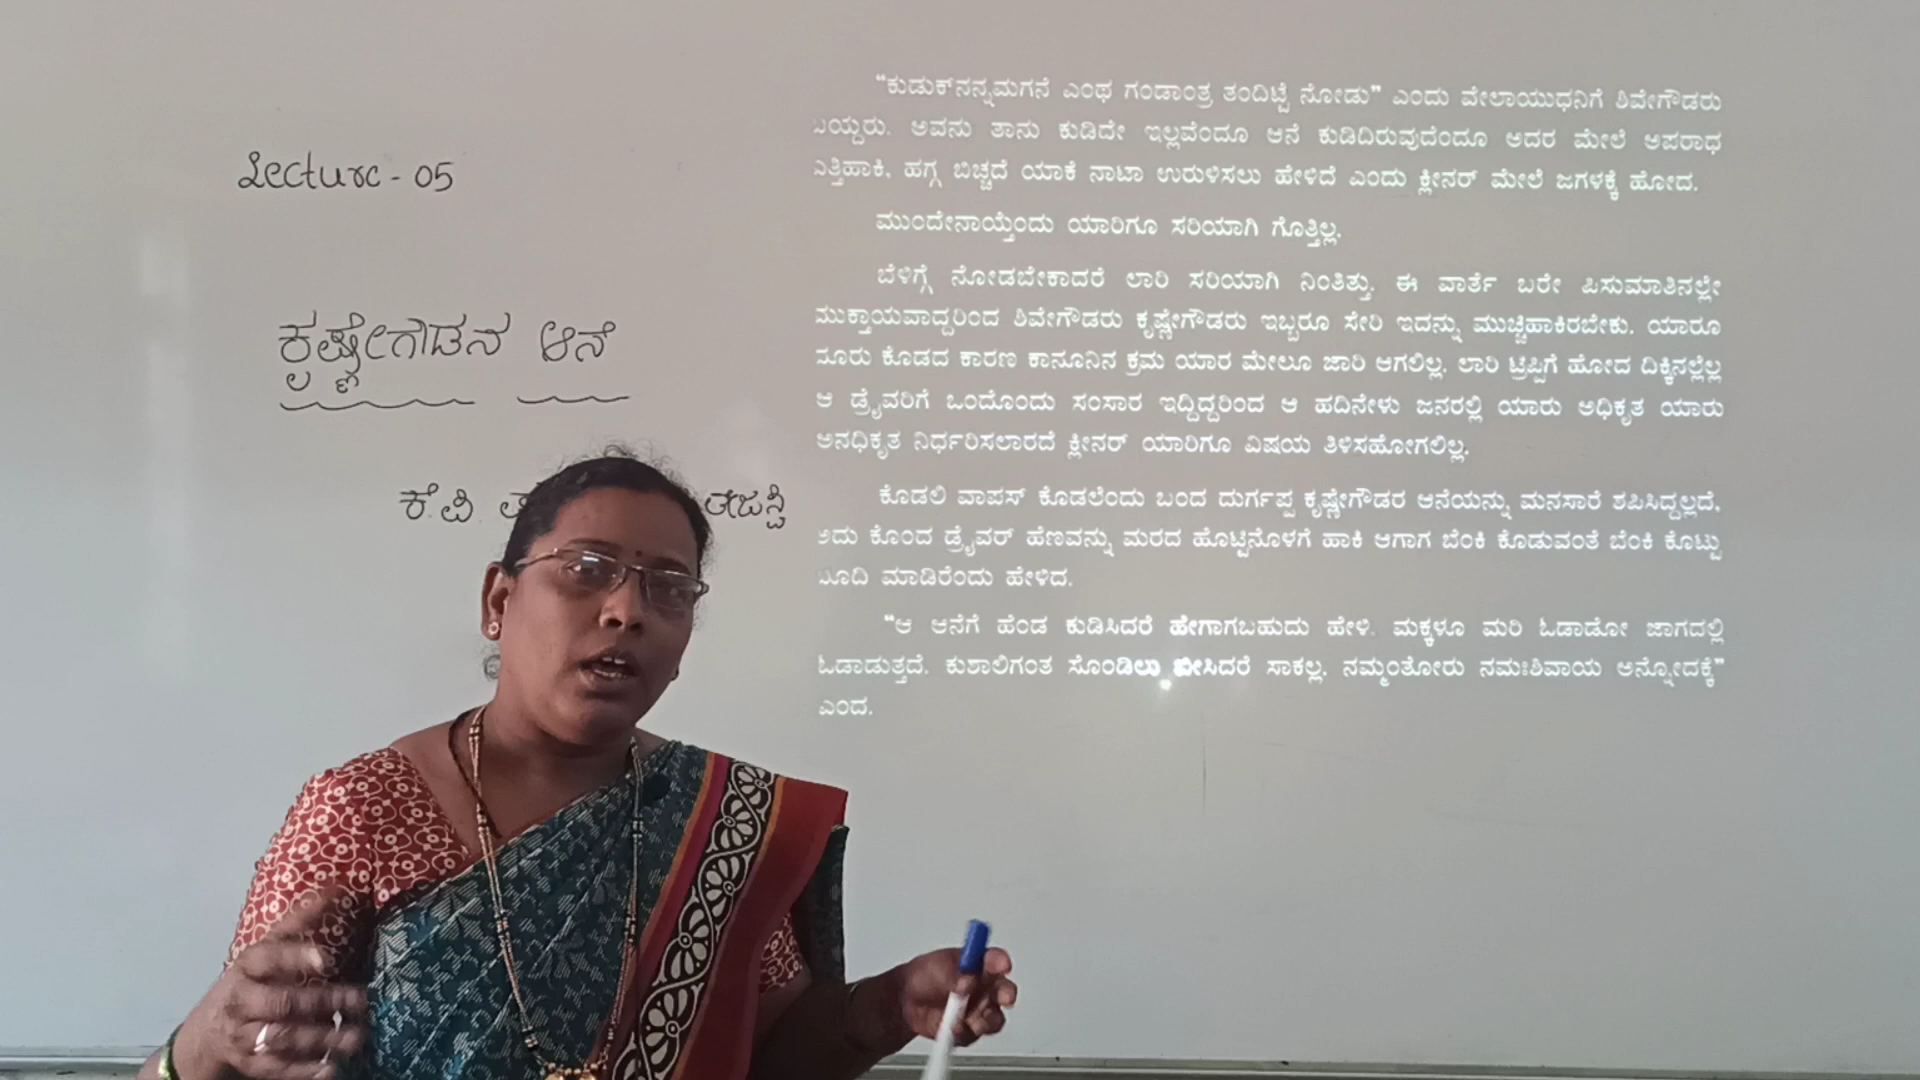 Lecture - 05
ಕೃಷ್ಣೇಗೌಡನ ಆನೆ
ಕೆ. ಪಿ. ತೇಜಸ್ವಿ
“ಕುಡುಕ್‌ನನ್ನಮಗನೆ ಎಂಥ ಗಂಡಾಂತ್ರ ತಂದಿಟ್ಟೆ ನೋಡು” ಎಂದು ವೇಲಾಯುಧನಿಗೆ ಶಿವೇಗೌಡರು
ಬಯ್ದರು. ಅವನು ತಾನು ಕುಡಿದೇ ಇಲ್ಲವೆಂದೂ ಆನೆ ಕುಡಿದಿರುವುದೆಂದೂ ಅದರ ಮೇಲೆ ಅಪರಾಧ
ಎತ್ತಿಹಾಕಿ, ಹಗ್ಗ ಬಿಚ್ಚದೆ ಯಾಕೆ ನಾಟಾ ಉರುಳಿಸಲು ಹೇಳಿದೆ ಎಂದು ಕ್ಲೀನರ್ ಮೇಲೆ ಜಗಳಕ್ಕೆ ಹೋದ.
ಮುಂದೇನಾಯ್ತೆಂದು ಯಾರಿಗೂ ಸರಿಯಾಗಿ ಗೊತ್ತಿಲ್ಲ.
ಬೆಳಿಗ್ಗೆ ನೋಡಬೇಕಾದರೆ ಲಾರಿ ಸರಿಯಾಗಿ ನಿಂತಿತ್ತು. ಈ ವಾರ್ತೆ ಬರೇ ಪಿಸುಮಾತಿನಲ್ಲೇ
ಮುಕ್ತಾಯವಾದ್ದರಿಂದ ಶಿವೇಗೌಡರು ಕೃಷ್ಣೇಗೌಡರು ಇಬ್ಬರೂ ಸೇರಿ ಇದನ್ನು ಮುಚ್ಚಿಹಾಕಿರಬೇಕು. ಯಾರೂ
ದೂರು ಕೊಡದ ಕಾರಣ ಕಾನೂನಿನ ಕ್ರಮ ಯಾರ ಮೇಲೂ ಜಾರಿ ಆಗಲಿಲ್ಲ. ಲಾರಿ ಟ್ರಿಪ್ಪಿಗೆ ಹೋದ ದಿಕ್ಕಿನಲ್ಲೆಲ್ಲ
ಆ ಡ್ರೈವರಿಗೆ ಒಂದೊಂದು ಸಂಸಾರ ಇದ್ದಿದ್ದರಿಂದ ಆ ಹದಿನೇಳು ಜನರಲ್ಲಿ ಯಾರು ಅಧಿಕೃತ ಯಾರು
ಅನಧಿಕೃತ ನಿರ್ಧರಿಸಲಾರದೆ ಕ್ಲೀನರ್ ಯಾರಿಗೂ ವಿಷಯ ತಿಳಿಸಹೋಗಲಿಲ್ಲ.
ಕೊಡಲಿ ವಾಪಸ್ ಕೊಡಲೆಂದು ಬಂದ ದುರ್ಗಪ್ಪ ಕೃಷ್ಣೇಗೌಡರ ಆನೆಯನ್ನು ಮನಸಾರೆ ಶಪಿಸಿದ್ದಲ್ಲದೆ,
ಅದು ಕೊಂದ ಡ್ರೈವರ್ ಹೆಣವನ್ನು ಮರದ ಹೊಟ್ಟಿನೊಳಗೆ ಹಾಕಿ ಆಗಾಗ ಬೆಂಕಿ ಕೊಡುವಂತೆ ಬೆಂಕಿ ಕೊಟ್ಟು
ಬೂದಿ ಮಾಡಿರೆಂದು ಹೇಳಿದ.
“ಆ ಆನೆಗೆ ಹೆಂಡ ಕುಡಿಸಿದರೆ ಹೇಗಾಗಬಹುದು ಹೇಳಿ. ಮಕ್ಕಳೂ ಮರಿ ಓಡಾಡೋ ಜಾಗದಲ್ಲಿ
ಓಡಾಡುತ್ತದೆ. ಕುಶಾಲಿಗಂತ ಸೊಂಡಿಲು ಬೀಸಿದರೆ ಸಾಕಲ್ಲ. ನಮ್ಮಂತೋರು ನಮಃಶಿವಾಯ ಅನ್ನೋದಕ್ಕೆ”
ಎಂದ.